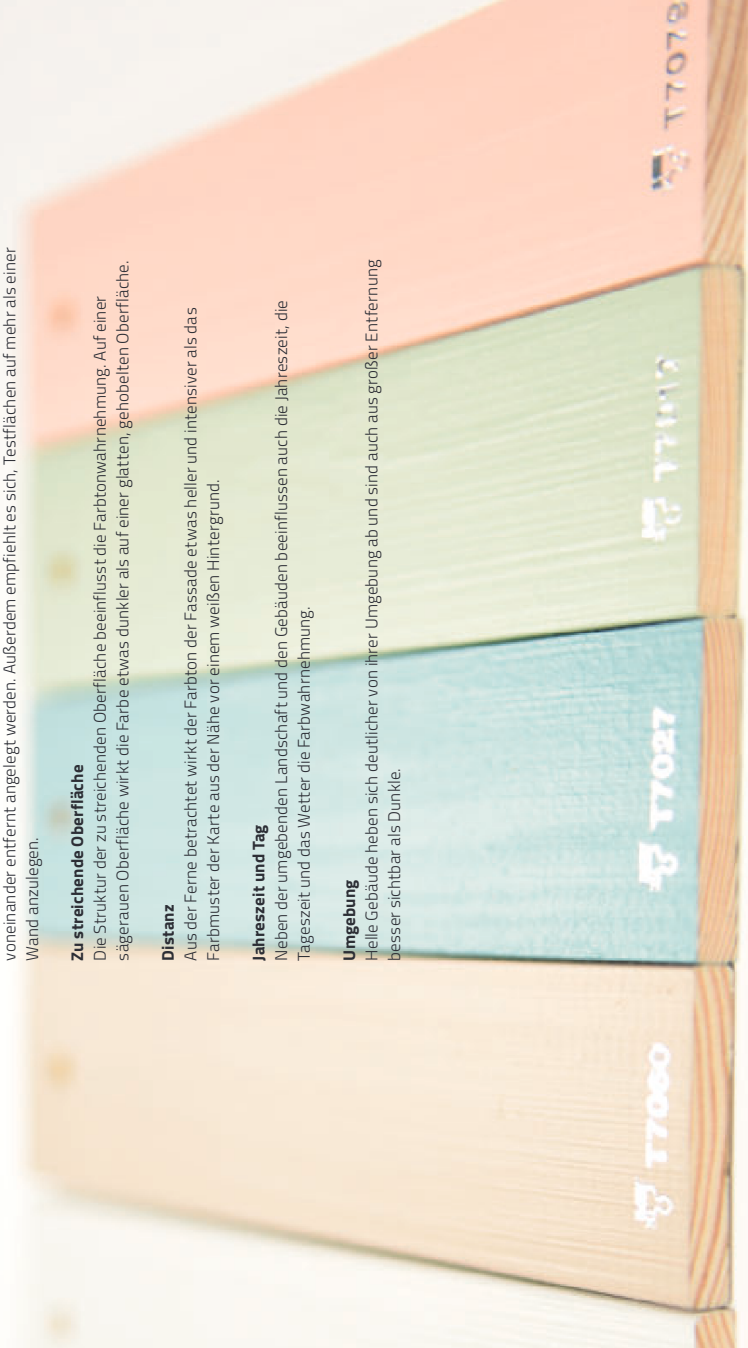 voneinander entfernt angelegt werden. Außerdem empfiehlt es sich, Testflächen auf mehr als einer
Wand anzulegen.
Zu streichende Oberfläche
Die Struktur der zu streichenden Oberfläche beeinflusst die Farbtonwahrnehmung. Auf einer
sägerauen Oberfläche wirkt die Farbe etwas dunkler als auf einer glatten, gehobelten Oberfläche.
Distanz
Aus der Ferne betrachtet wirkt der Farbton der Fassade etwas heller und intensiver als das
Farbmuster der Karte aus der Nähe vor einem weißen Hintergrund.
Jahreszeit und Tag
Neben der umgebenden Landschaft und den Gebäuden beeinflussen auch die Jahreszeit, die
Tageszeit und das Wetter die Farbwahrnehmung.
Umgebung
Helle Gebäude heben sich deutlicher von ihrer Umgebung ab und sind auch aus großer Entfernung
besser sichtbar als Dunkle.
T7060
T7027
T7078